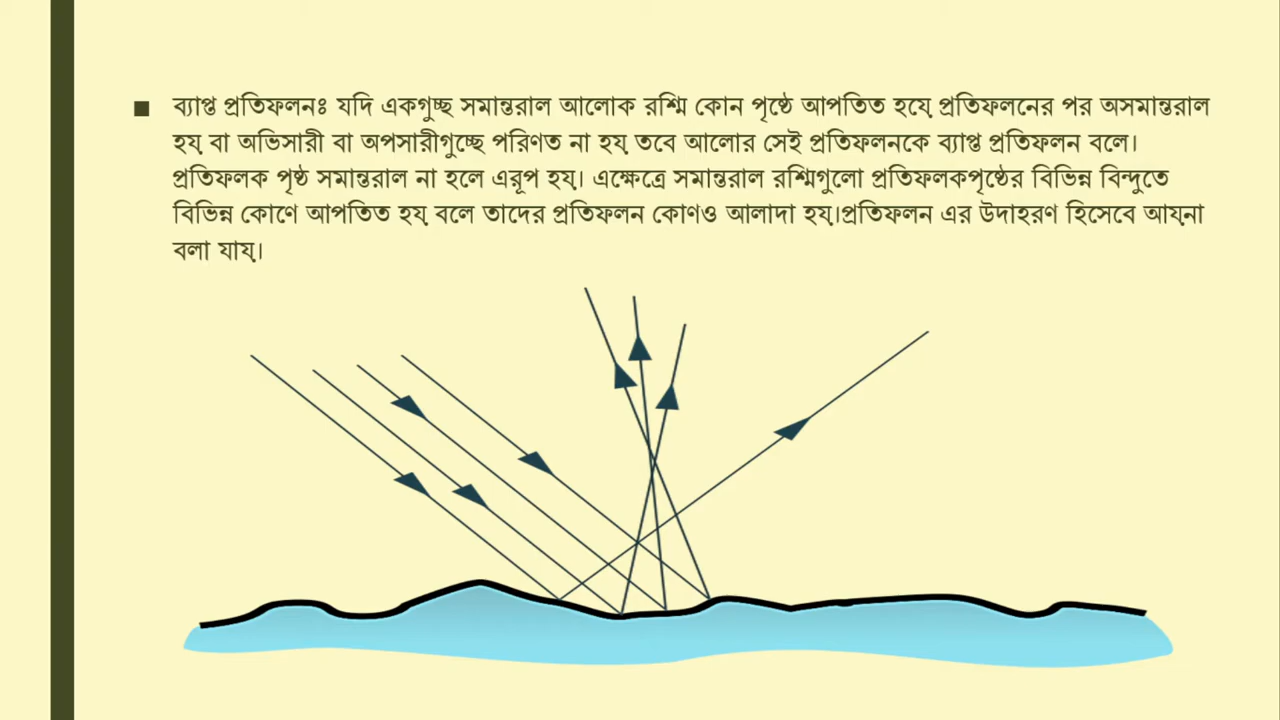 ব্যাপ্ত প্রতিফলনঃ যদি একগুচ্ছ সমান্তরাল আলোক রশ্মি কোন পৃষ্ঠে আপতিত হয়ে প্রতিফলনের পর অসমান্তরাল
হয় বা অভিসারী বা অপসারীগুচ্ছে পরিণত না হয় তবে আলোর সেই প্রতিফলনকে ব্যাপ্ত প্রতিফলন বলে।
প্রতিফলক পৃষ্ঠ সমান্তরাল না হলে এরূপ হয়। এক্ষেত্রে সমান্তরাল রশ্মিগুলো প্রতিফলকপৃষ্ঠের বিভিন্ন বিন্দুতে
বিভিন্ন কোণে আপতিত হয় বলে তাদের প্রতিফলন কোণও আলাদা হয়।প্রতিফলন এর উদাহরণ হিসেবে আয়না
বলা যায়।